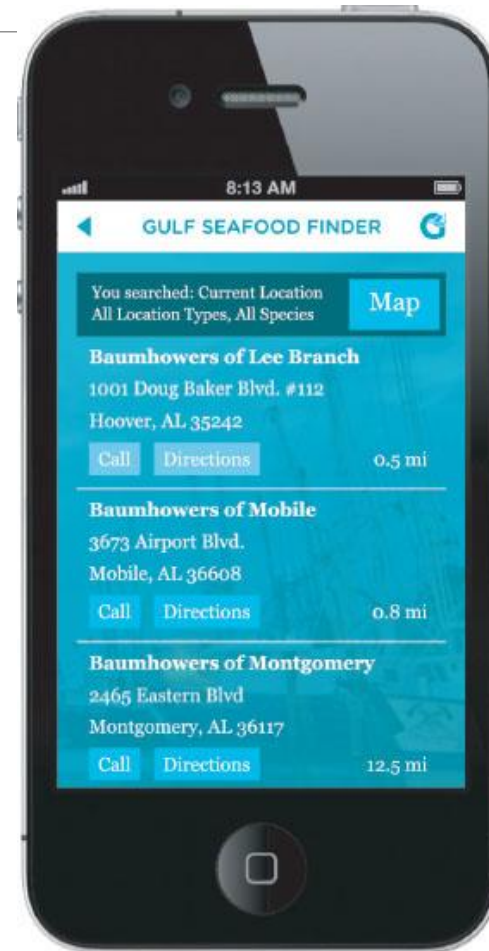 8:13 AM
GULF SEAFOOD FINDER
You searched: Current Location
All Location Types, All Species
Map
Baumhowers of Lee Branch
1001 Doug Baker Blvd. #112
Hoover, AL 35242
Call Directions 0.5 mi
Baumhowers of Mobile
3673 Airport Blvd.
Mobile, AL 36608
Call Directions 0.8 mi
Baumhowers of Montgomery
2465 Eastern Blvd
Montgomery, AL 36117
Call Directions 12.5 mi